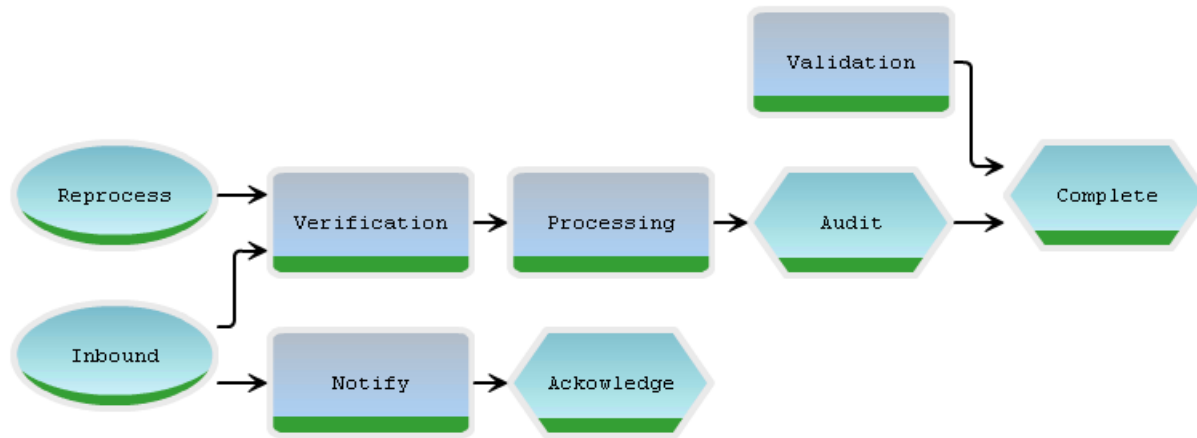 Validation
Reprocess
Verification
Processing
Audit
Complete
Inbound
Notify
Ackowledge